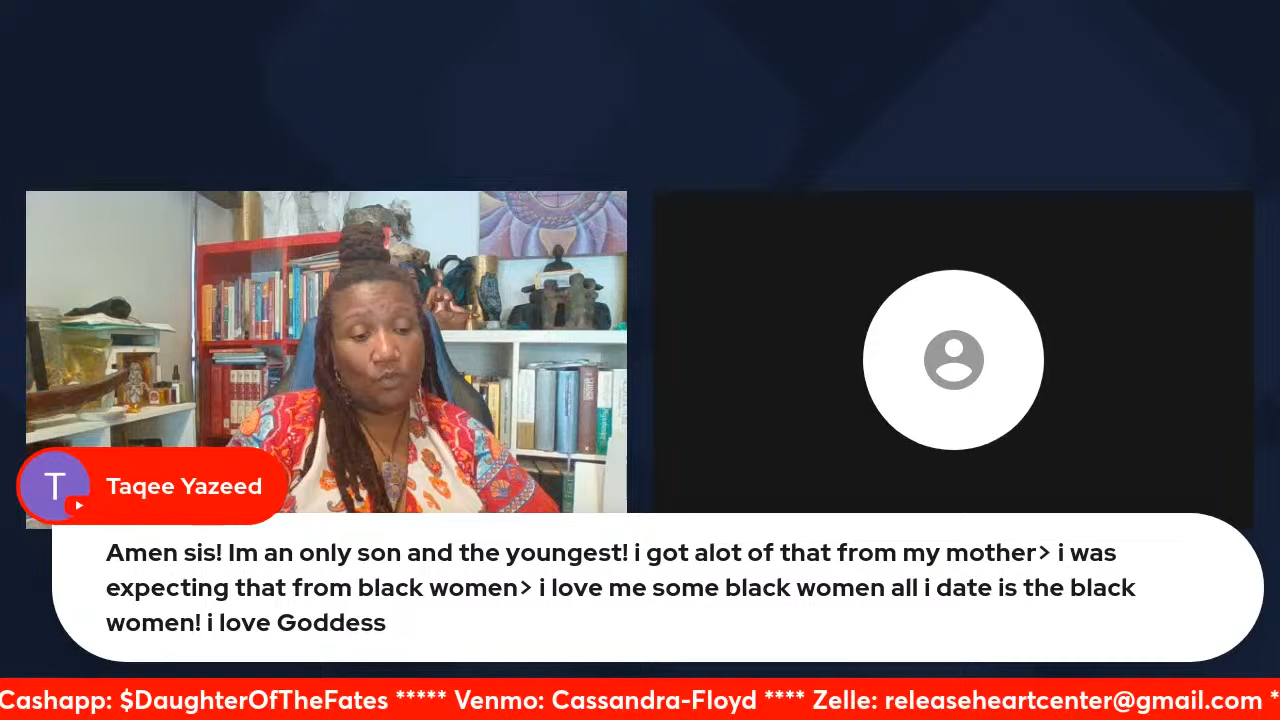 T
Taqee Yazeed
Amen sis! Im an only son and the youngest! i got alot of that from my mother> i was
expecting that from black women> i love me some black women all i date is the black
women! i love Goddess
Cashapp: $DaughterOfTheFates ***** Venmo: Cassandra-Floyd **** Zelle: releaseheartcenter@gmail.com *